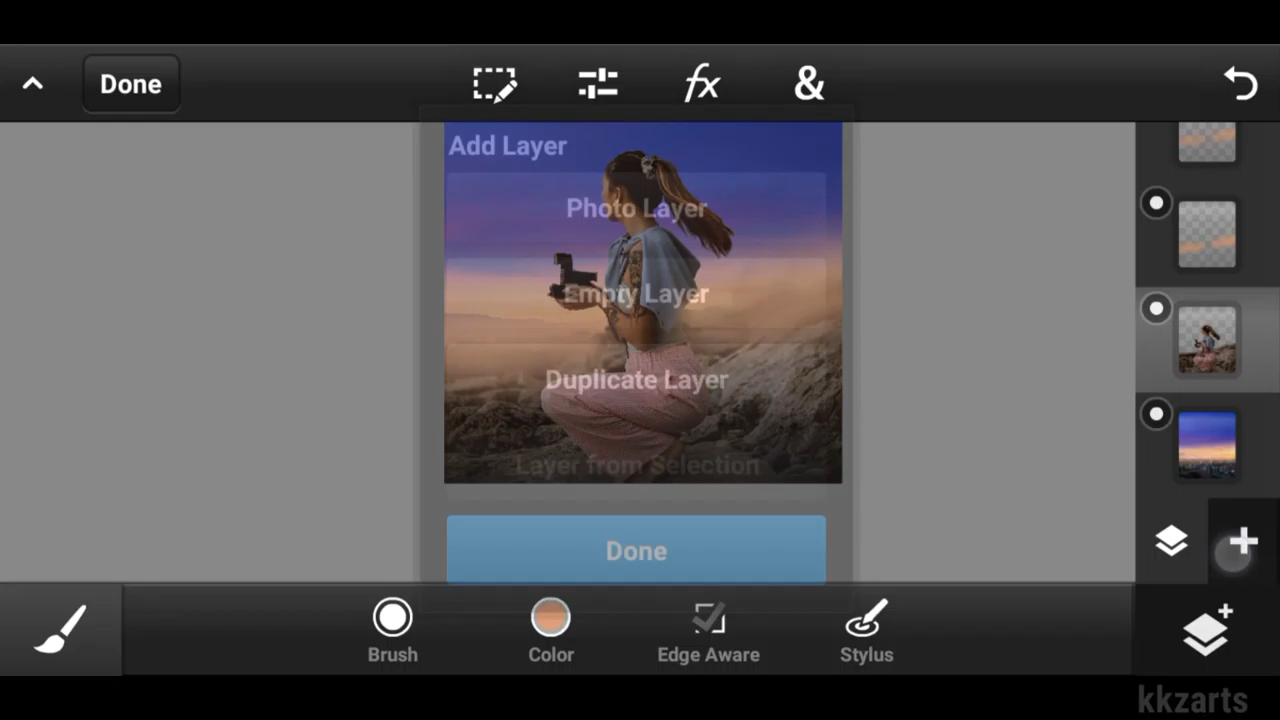 Done
fx
&
Add Layer
Photo Layer
Empty Layer
Duplicate Layer
Layer from Selection
Done
Brush
Color
Edge Aware
Stylus
kkzarts